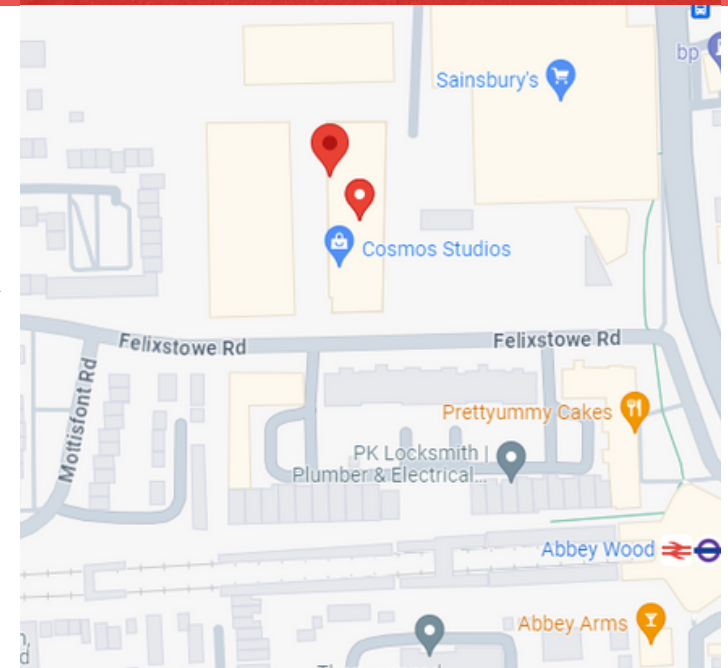 Sainsbury's
bp
Cosmos Studios
Felixstowe Rd
Felixstowe Rd
Mottisfont Rd
Prettyummy Cakes
PK Locksmith |
Plumber & Electrical...
Abbey Wood
Abbey Arms